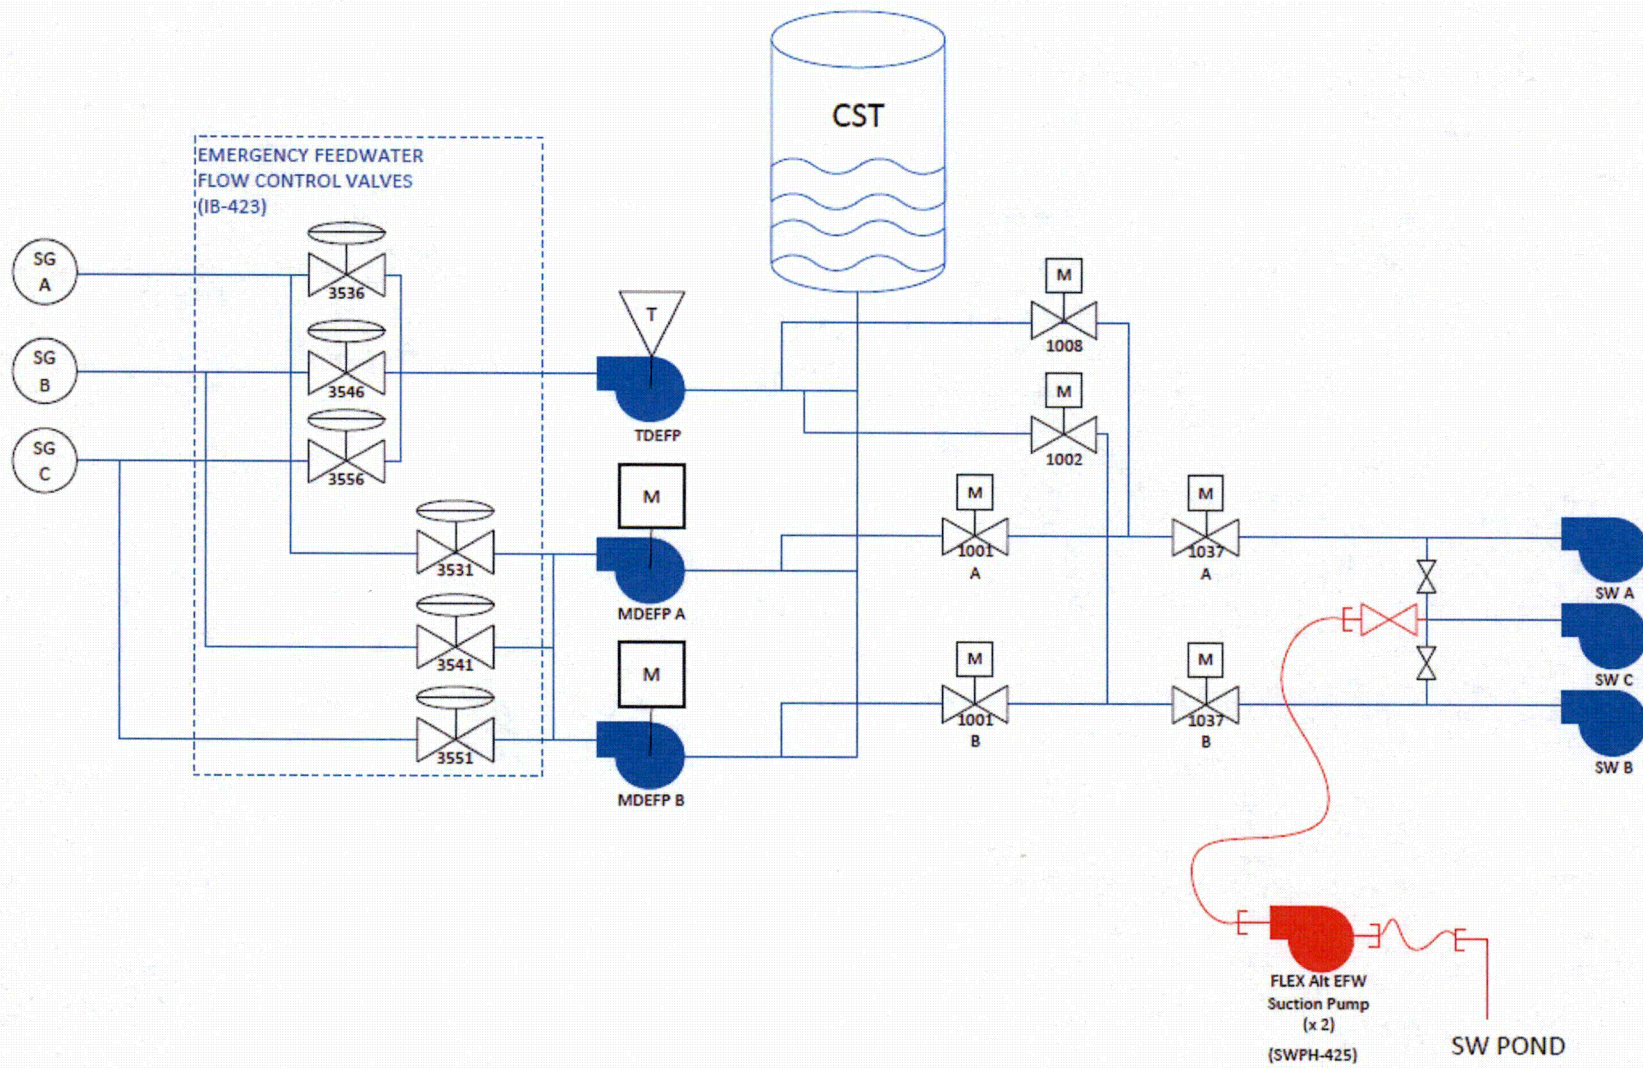 CST
EMERGENCY FEEDWATER
FLOW CONTROL VALVES
(IB-423)
SG
A
3536
M
1008
T
SG
B
3546
M
1002
TDEFP
SG
C
3556
M
M
1001
A
M
1037
A
3531
MDEFP A
SW A
3541
M
M
1001
B
M
1037
B
SW C
3551
MDEFP B
SW B
FLEX Alt EFW
Suction Pump
(x 2)
(SWPH-425)
SW POND